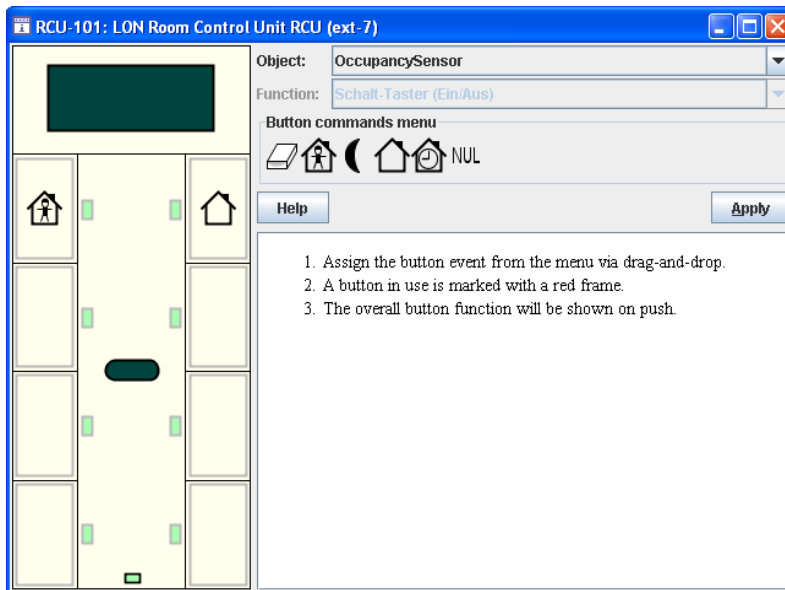 RCU-101: LON Room Control Unit RCU (ext-7)
Object: OccupancySensor
Function: Schalt-Taster (Ein/Aus)
Button commands menu
NUL
Help Apply
1. Assign the button event from the menu via drag-and-drop.
2. A button in use is marked with a red frame.
3. The overall button function will be shown on push.